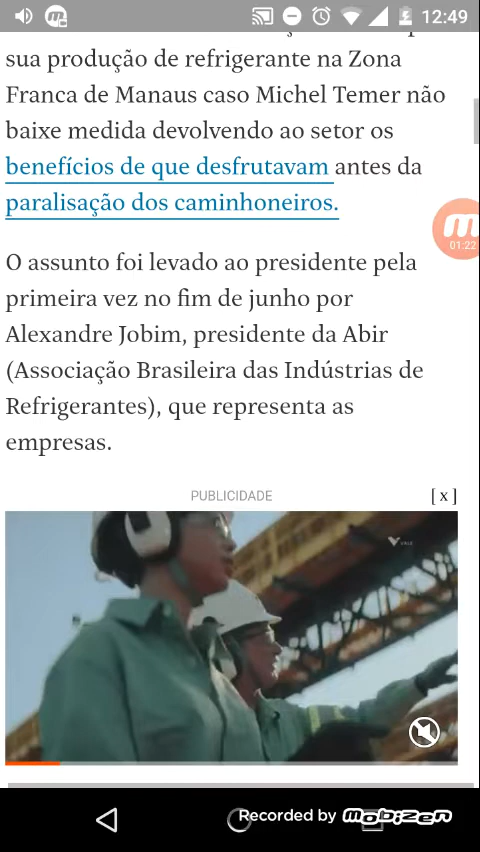 12:49
sua produção de refrigerante na Zona
Franca de Manaus caso Michel Temer não
baixe medida devolvendo ao setor os
benefícios de que desfrutavam antes da
paralisação dos caminhoneiros.
01:22
O assunto foi levado ao presidente pela
primeira vez no fim de junho por
Alexandre Jobim, presidente da Abir
(Associação Brasileira das Indústrias de
Refrigerantes), que representa as
empresas.
PUBLICIDADE
[ x ]
VALE
Recorded by MOBIZEN